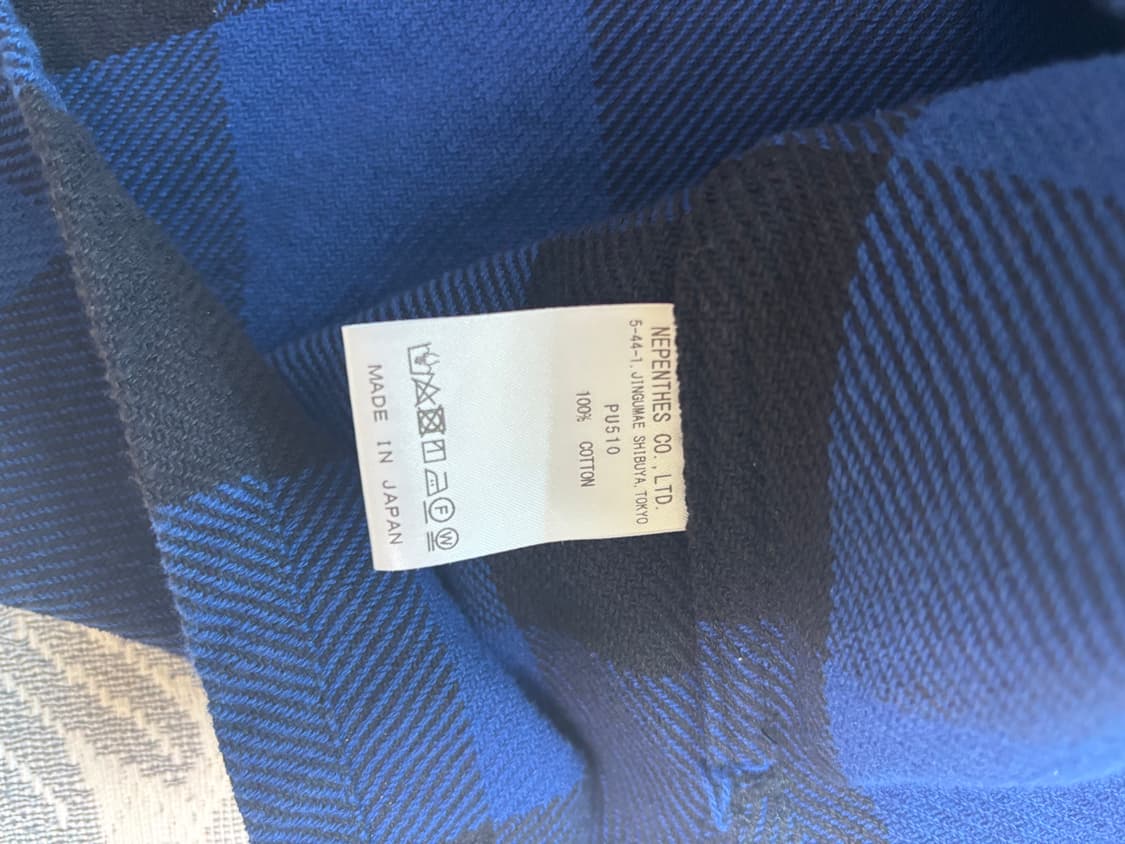 NEPENTHES CO.,LTD.
5-44-1, JINGUMAE SHIBUYA, TOKYO
PU510
100% COTTON
F W
MADE IN JAPAN